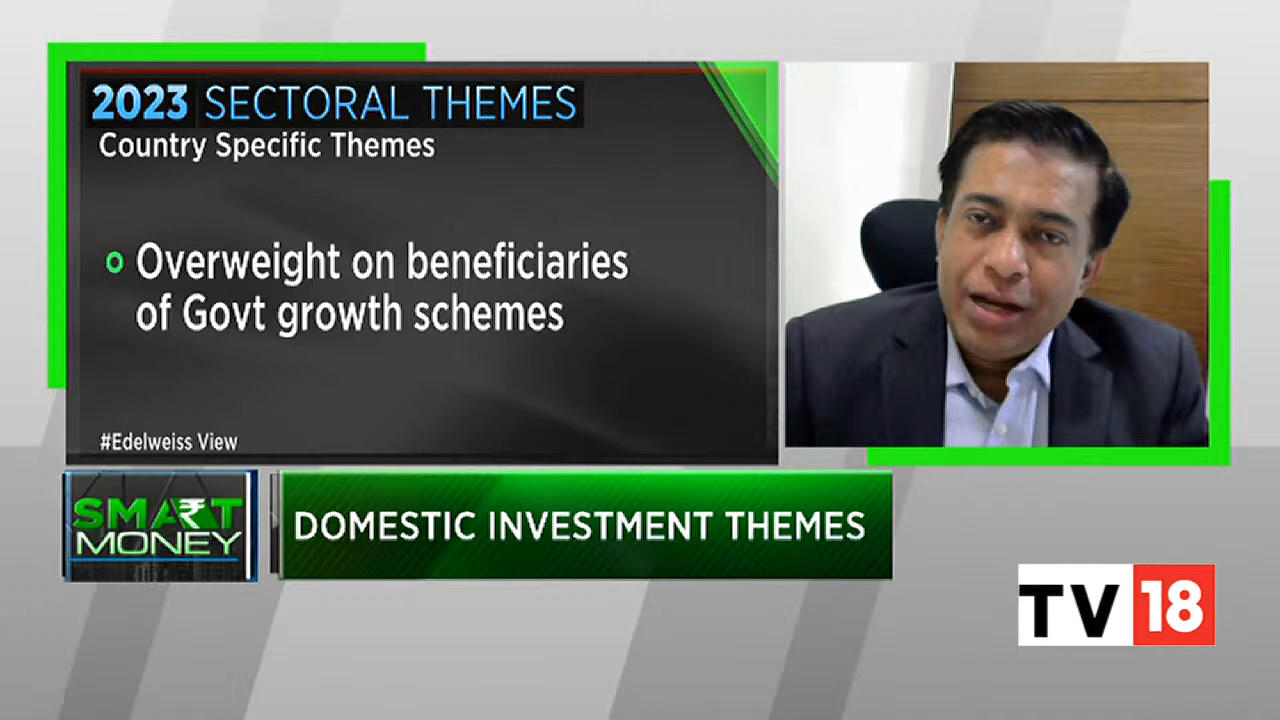 2023 SECTORAL THEMES
Country Specific Themes
Overweight on beneficiaries
of Govt growth schemes
#Edelweiss View
SMA₹T
MONEY
DOMESTIC INVESTMENT THEMES
TV18